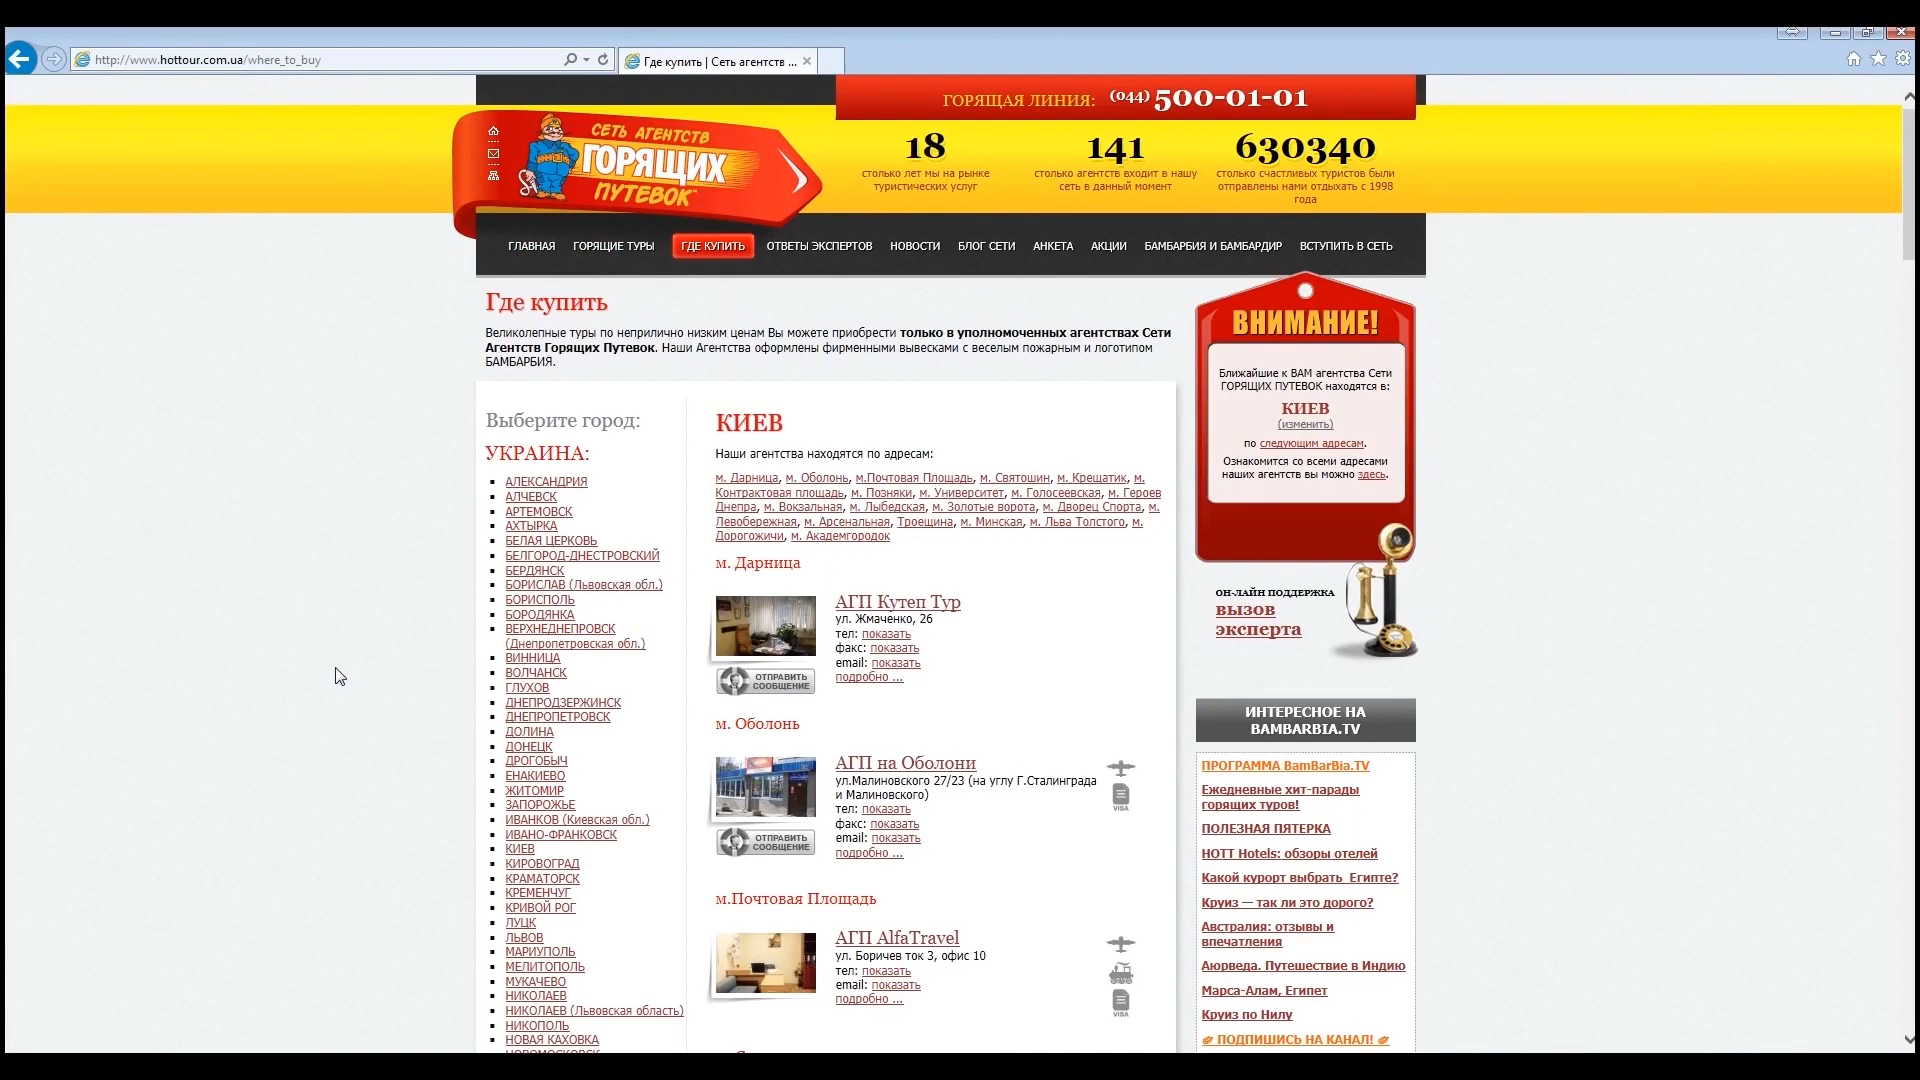 http://www.hottour.com.ua/where_to_buy
Где купить | Сеть агентств ...
ГОРЯЩАЯ ЛИНИЯ: (044) 500-01-01
СЕТЬ АГЕНТСТВ
ГОРЯЩИХ
ПУТЕВОК
18
столько лет мы на рынке
туристических услуг
141
столько агентств входит в нашу
сеть в данный момент
630340
столько счастливых туристов были
отправлены нами отдыхать с 1998
года
ГЛАВНАЯ ГОРЯЩИЕ ТУРЫ ГДЕ КУПИТЬ ОТВЕТЫ ЭКСПЕРТОВ НОВОСТИ БЛОГ СЕТИ АНКЕТА АКЦИИ БАМБАРБИЯ И БАМБАРДИР ВСТУПИТЬ В СЕТЬ
Где купить
Великолепные туры по неприлично низким ценам Вы можете приобрести только в уполномоченных агентствах Сети
Агентств Горящих Путевок. Наши Агентства оформлены фирменными вывесками с веселым пожарным и логотипом
БАМБАРБИЯ.
Выберите город:
УКРАИНА:
АЛЕКСАНДРИЯ
АЛЧЕВСК
АРТЕМОВСК
АХТЫРКА
БЕЛАЯ ЦЕРКОВЬ
БЕЛГОРОД-ДНЕСТРОВСКИЙ
БЕРДЯНСК
БОРИСЛАВ (Львовская обл.)
БОРИСПОЛЬ
БОРОДЯНКА
ВЕРХНЕДНЕПРОВСК
(Днепропетровская обл.)
ВИННИЦА
ВОЛЧАНСК
ГЛУХОВ
ДНЕПРОДЗЕРЖИНСК
ДНЕПРОПЕТРОВСК
ДОЛИНА
ДОНЕЦК
ДРОГОБЫЧ
ЕНАКИЕВО
ЖИТОМИР
ЗАПОРОЖЬЕ
ИВАНКОВ (Киевская обл.)
ИВАНО-ФРАНКОВСК
КИЕВ
КИРОВОГРАД
КРАМАТОРСК
КРЕМЕНЧУГ
КРИВОЙ РОГ
ЛУЦК
ЛЬВОВ
МАРИУПОЛЬ
МЕЛИТОПОЛЬ
МУКАЧЕВО
НИКОЛАЕВ
НИКОЛАЕВ (Львовская область)
НИКОПОЛЬ
НОВАЯ КАХОВКА
КИЕВ
Наши агентства находятся по адресам:
м. Дарница, м. Оболонь, м.Почтовая Площадь, м. Святошин, м. Крещатик, м.
Контрактовая площадь, м. Позняки, м. Университет, м. Голосеевская, м. Героев
Днепра, м. Вокзальная, м. Лыбедская, м. Золотые ворота, м. Дворец Спорта, м.
Левобережная, м. Арсенальная, Троещина, м. Минская, м. Льва Толстого, м.
Дорогожичи, м. Академгородок
м. Дарница
АГП Кутеп Тур
ул. Жмаченко, 26
тел: показать
факс: показать
email: показать
подробно ...
ОТПРАВИТЬ
СООБЩЕНИЕ
м. Оболонь
АГП на Оболони
ул.Малиновского 27/23 (на углу Г.Сталинграда
и Малиновского)
тел: показать
факс: показать
email: показать
подробно ...
VISA
ОТПРАВИТЬ
СООБЩЕНИЕ
м.Почтовая Площадь
АГП AlfaTravel
ул. Боричев ток 3, офис 10
тел: показать
email: показать
подробно ...
VISA
ВНИМАНИЕ!
Ближайшие к ВАМ агентства Сети
ГОРЯЩИХ ПУТЕВОК находятся в:
КИЕВ
(изменить)
по следующим адресам.
Ознакомится со всеми адресами
наших агентств вы можно здесь.
ОН-ЛАЙН ПОДДЕРЖКА
вызов
эксперта
ИНТЕРЕСНОЕ НА
BAMBARBIA.TV
ПРОГРАММА BamBarBia.TV
Ежедневные хит-парады
горящих туров!
ПОЛЕЗНАЯ ПЯТЕРКА
HOTT Hotels: обзоры отелей
Какой курорт выбрать Египте?
Круиз — так ли это дорого?
Австралия: отзывы и
впечатления
Аюрведа. Путешествие в Индию
Марса-Алам, Египет
Круиз по Нилу
ПОДПИШИСЬ НА КАНАЛ!